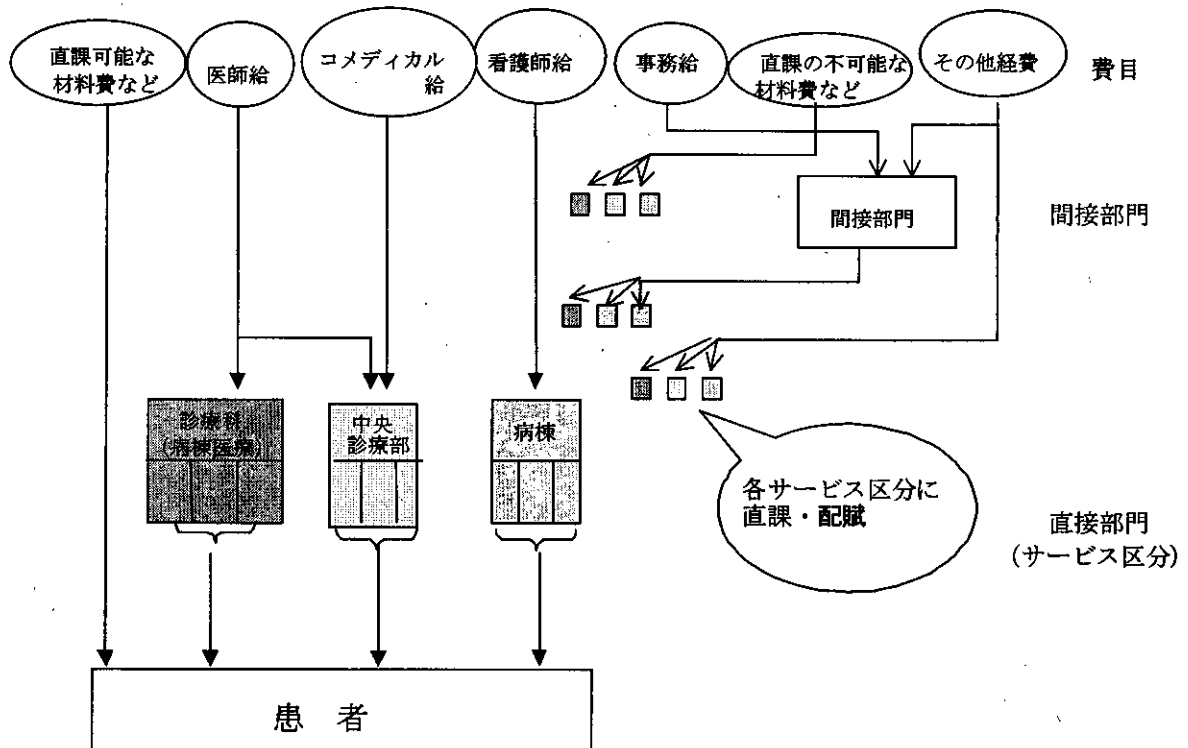 直課可能な
材料費など
医師給
コメディカル
給
看護師給
事務給
直課の不可能な
材料費など
その他経費
費目
間接部門
間接部門
診療科
(病棟医療)
中央
診療部
病棟
各サービス区分に
直課・配賦
直接部門
(サービス区分)
患 者